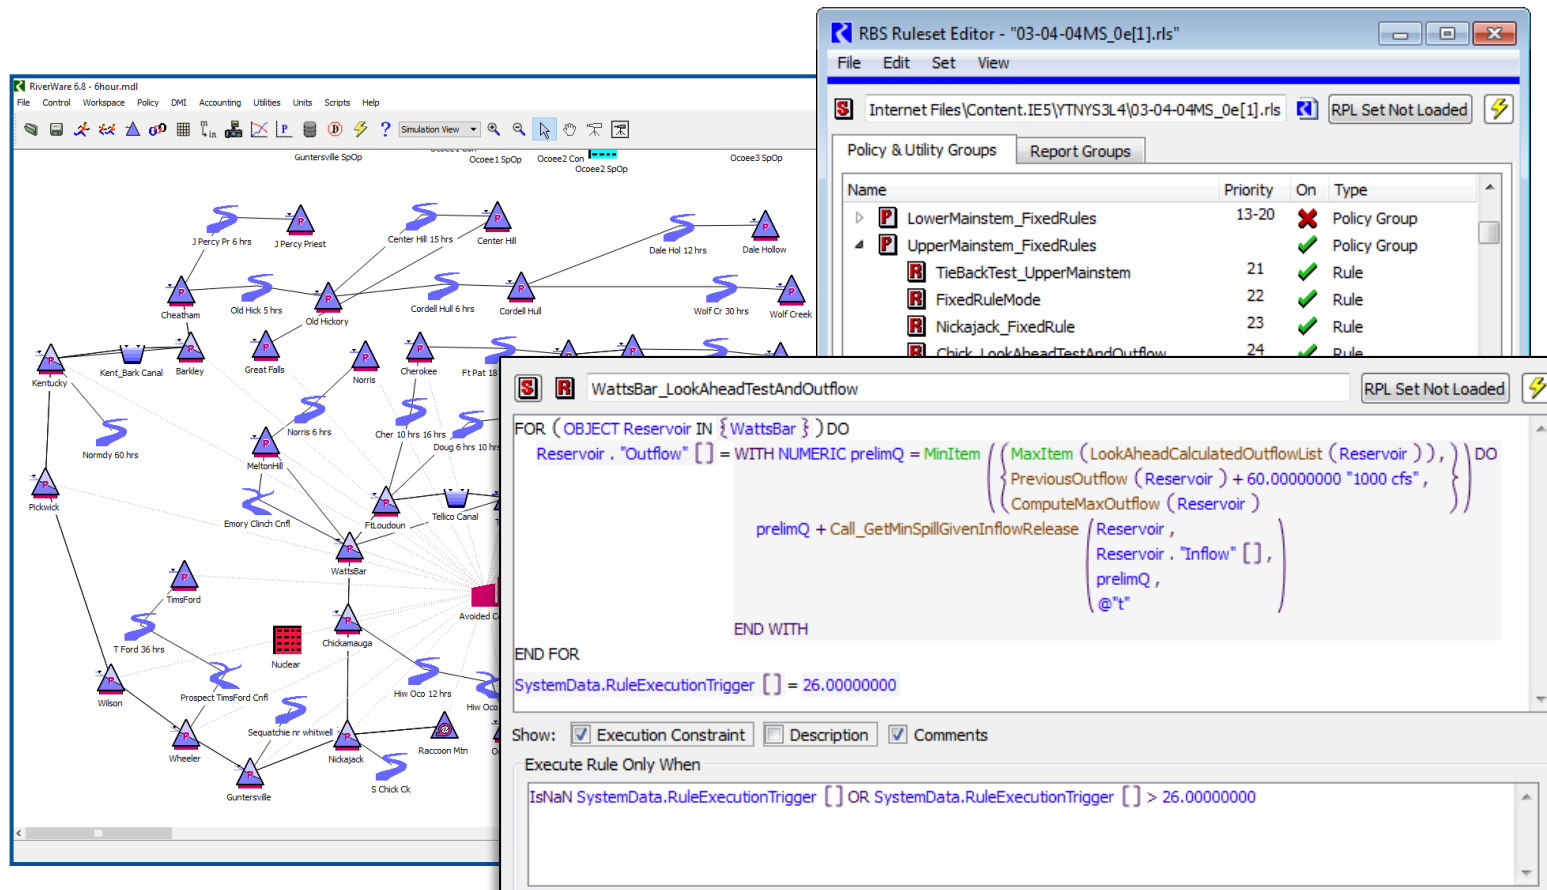 RBS Ruleset Editor - "03-04-04MS_0e[1].rls"
File Edit Set View
S Internet Files\Content.IE5\YTNYS3L4\03-04-04MS_0e[1].rls RPL Set Not Loaded
Policy & Utility Groups Report Groups
Name Priority On Type
P LowerMainstem_FixedRules 13-20 Policy Group
P UpperMainstem_FixedRules Policy Group
R TieBackTest_UpperMainstem 21 Rule
R FixedRuleMode 22 Rule
R Nickajack_FixedRule 23 Rule
R Chick_LookAheadTestAndOutflow 24 Rule
RiverWare 6.8 - 6hour.mdl
File Control Workspace Policy DMI Accounting Utilities Units Scripts Help
Simulation View
Guntersville SpOp
Ocoee1 SpOp
Ocoee2 Con
Ocoee2 SpOp
Ocoee3 SpOp
J Percy Pr 6 hrs
J Percy Priest
Center Hill 15 hrs
Center Hill
Dale Hol 12 hrs
Dale Hollow
Cheatham
Old Hick 5 hrs
Old Hickory
Cordell Hull 6 hrs
Cordell Hull
Wolf Cr 30 hrs
Wolf Creek
Kentucky
Kent_Bark Canal
Barkley
Great Falls
Norris
Cherokee
Ft Pat 18
Normdy 60 hrs
Norris 6 hrs
Cher 10 hrs 16 hrs
Doug 6 hrs 10 hrs
MeltonHill
Pickwick
Emory Clinch Cnfl
FtLoudoun
Tellico Canal
WattsBar
TimsFord
Avoided C
T Ford 36 hrs
Nuclear
Chickamauga
Prospect TimsFord Cnfl
Hiw Oco 12 hrs
Hiw Oco
Wilson
Sequatchie nr whitwell
Wheeler
Nickajack
Raccoon Mtn
Guntersville
S Chick Ck
S R WattsBar_LookAheadTestAndOutflow RPL Set Not Loaded
FOR ( OBJECT Reservoir IN { WattsBar } ) DO
Reservoir . "Outflow" [] = WITH NUMERIC prelimQ = MinItem ( { MaxItem ( LookAheadCalculatedOutflowList ( Reservoir ) ) , } ) DO
PreviousOutflow ( Reservoir ) + 60.00000000 "1000 cfs" ,
ComputeMaxOutflow ( Reservoir )
prelimQ + Call_GetMinSpillGivenInflowRelease ( Reservoir ,
Reservoir . "Inflow" [] ,
prelimQ ,
@"t" )
END WITH
END FOR
SystemData.RuleExecutionTrigger [] = 26.00000000
Show: Execution Constraint Description Comments
Execute Rule Only When
IsNaN SystemData.RuleExecutionTrigger [] OR SystemData.RuleExecutionTrigger [] > 26.00000000